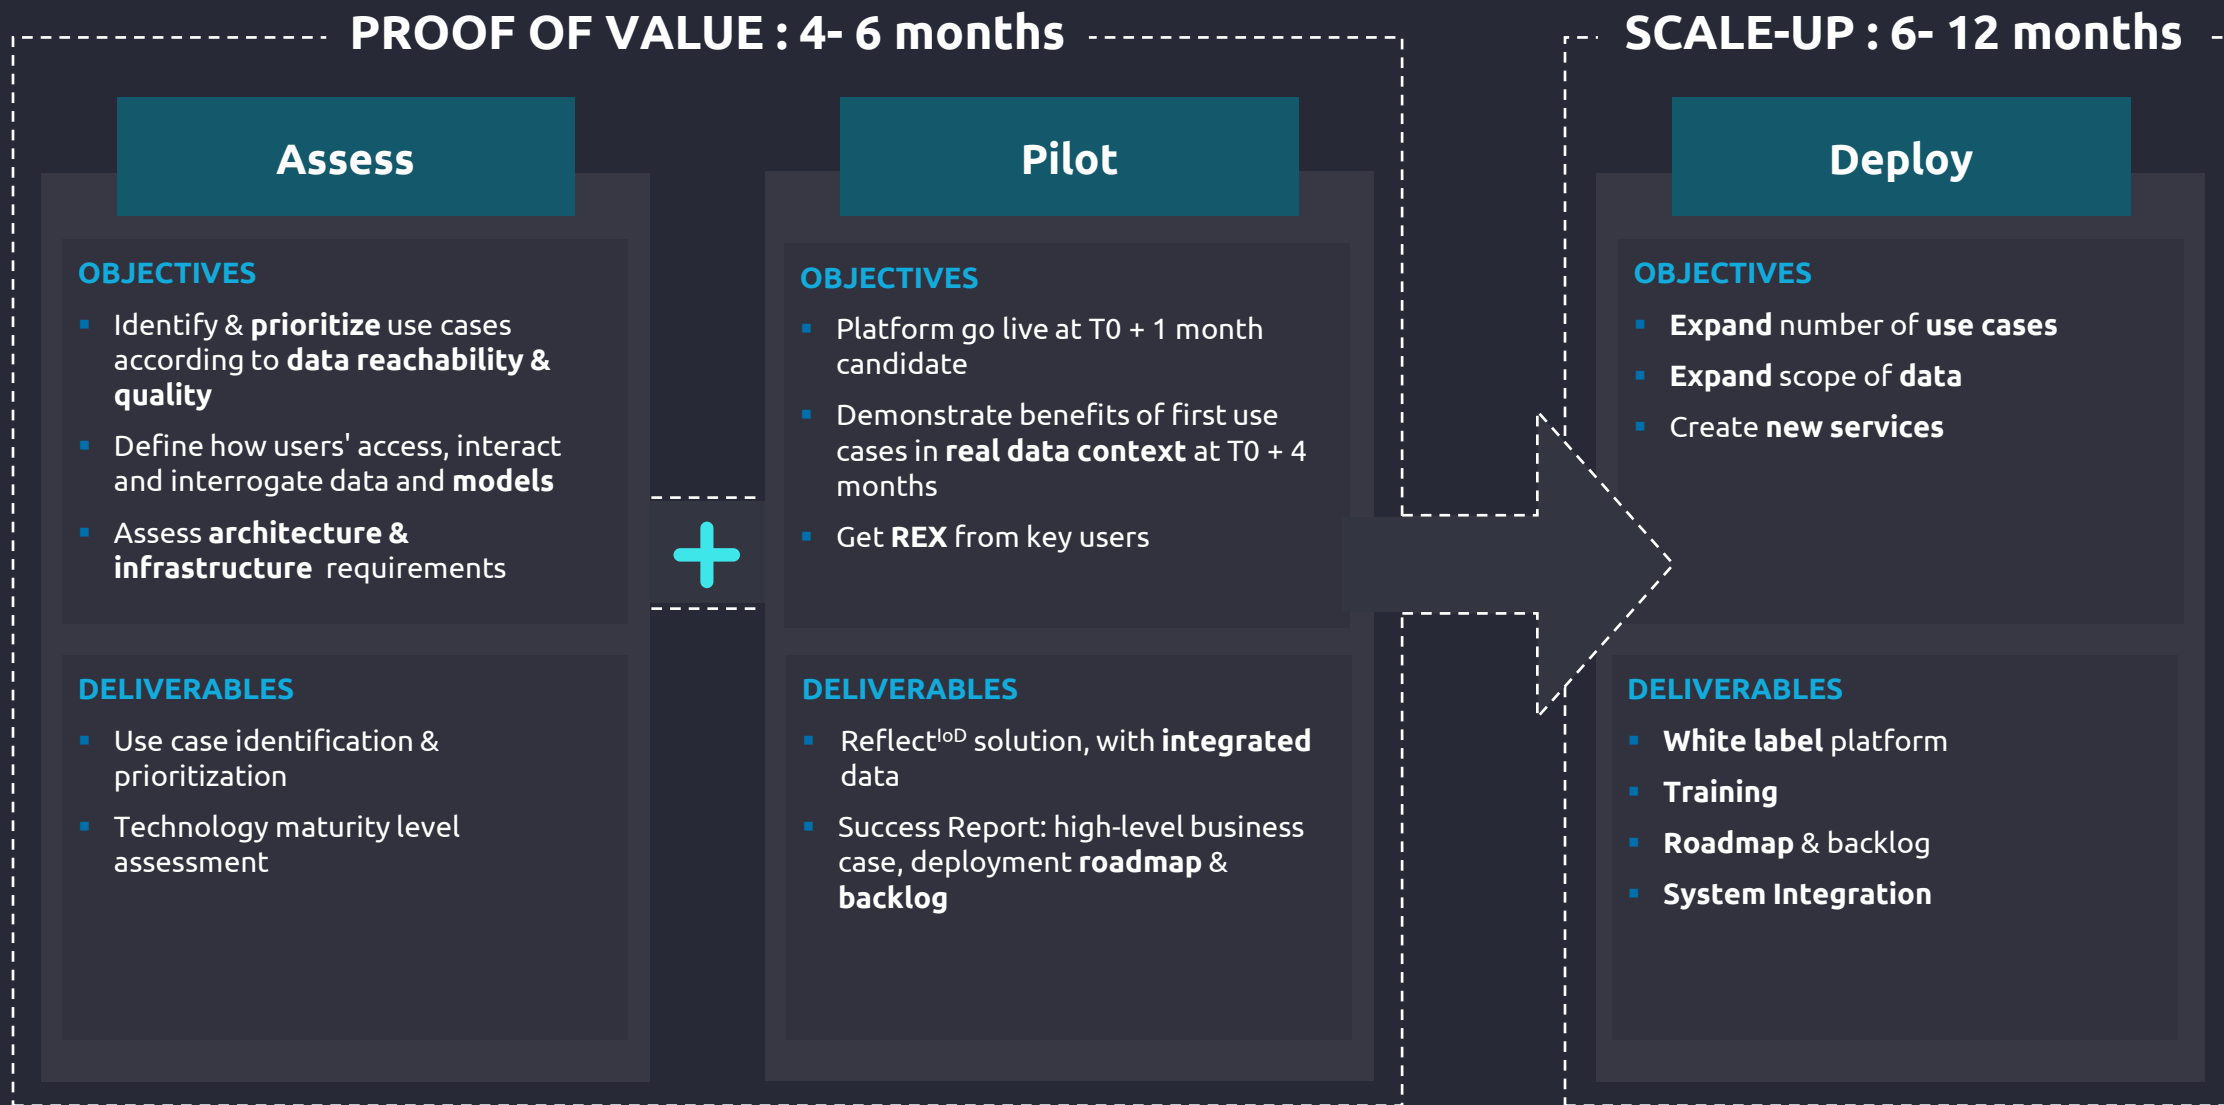 PROOF OF VALUE : 4- 6 months
Assess
OBJECTIVES
Identify & prioritize use cases
according to data reachability &
quality
Define how users' access, interact
and interrogate data and models
Assess architecture &
infrastructure requirements
DELIVERABLES
Use case identification &
prioritization
Technology maturity level
assessment
Pilot
OBJECTIVES
Platform go live at T0 + 1 month
candidate
Demonstrate benefits of first use
cases in real data context at T0 + 4
months
Get REX from key users
DELIVERABLES
ReflectIoD solution, with integrated
data
Success Report: high-level business
case, deployment roadmap &
backlog
SCALE-UP : 6- 12 months
Deploy
OBJECTIVES
Expand number of use cases
Expand scope of data
Create new services
DELIVERABLES
White label platform
Training
Roadmap & backlog
System Integration